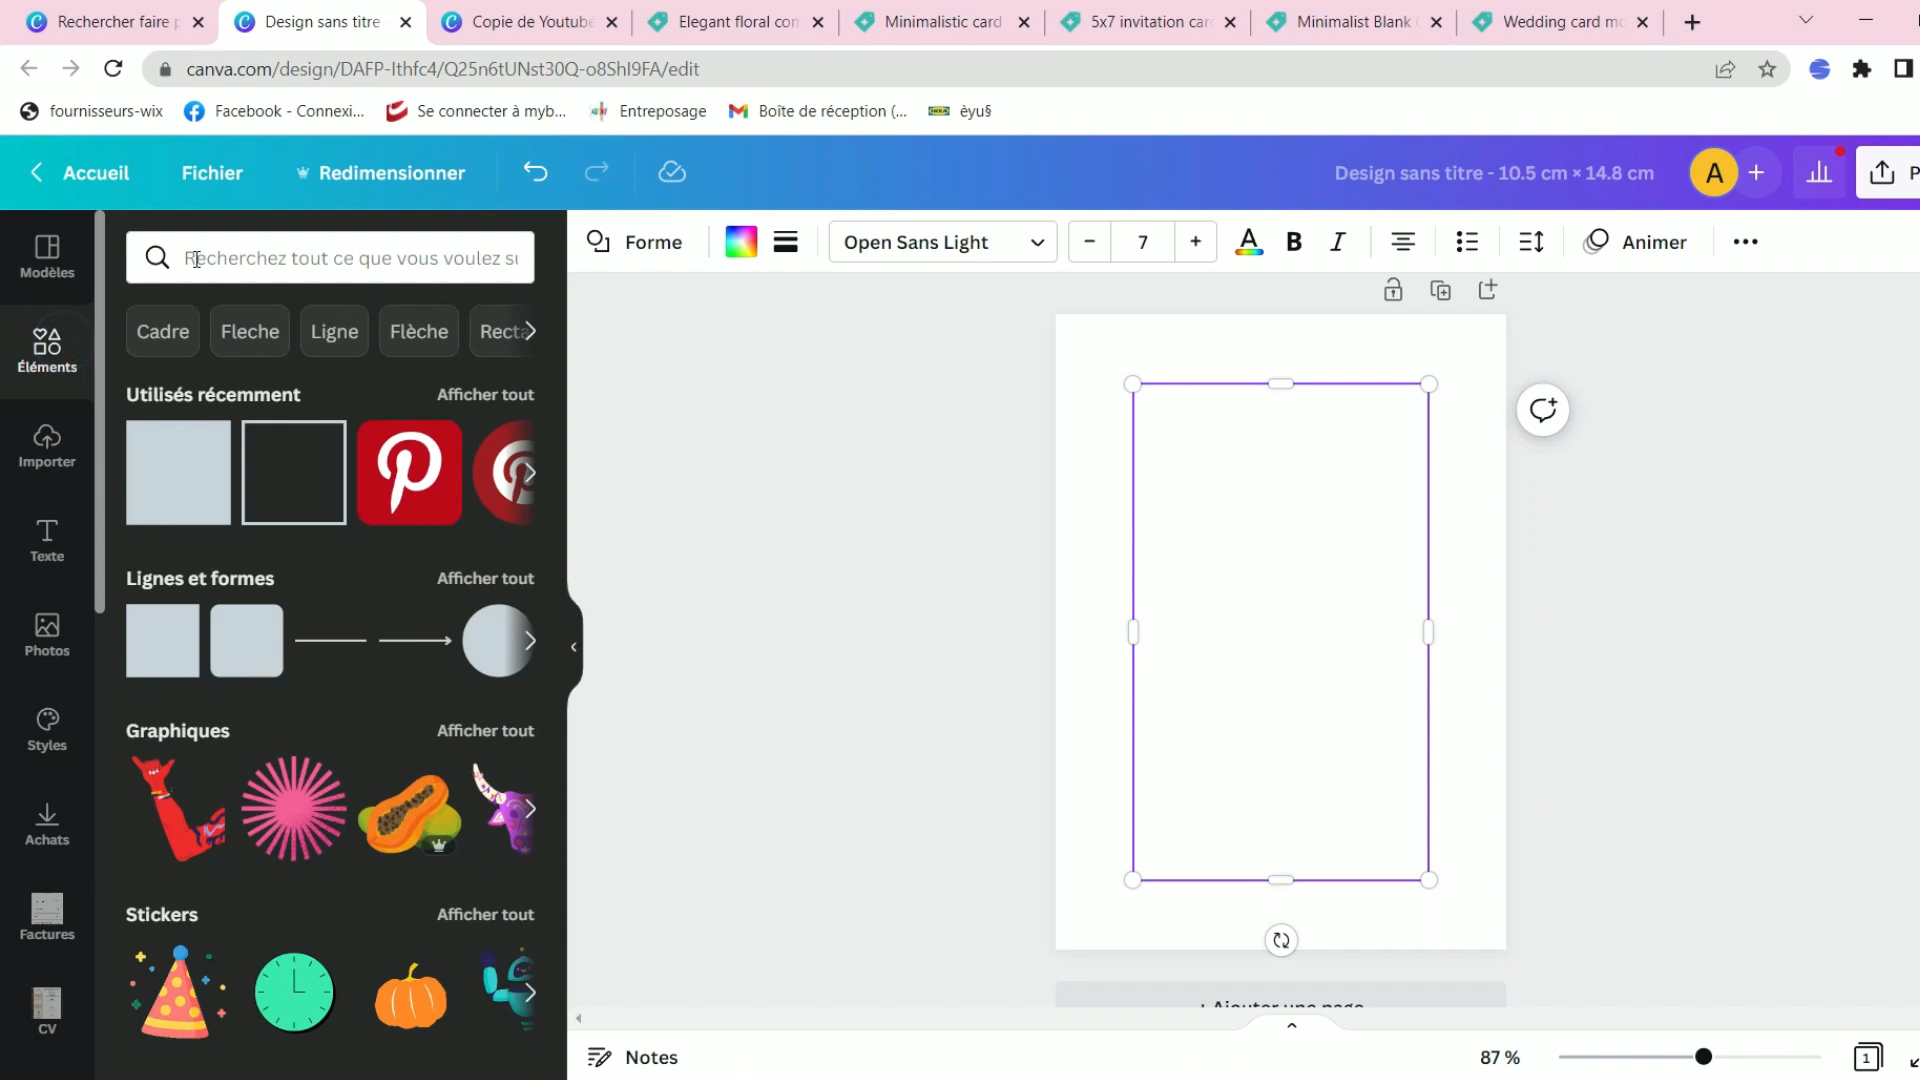 Rechercher faire p
Design sans titre
Copie de Youtube
Elegant floral con
Minimalistic card
5x7 invitation car
Minimalist Blank
Wedding card mo
canva.com/design/DAFP-Ithfc4/Q25n6tUNst30Q-o8ShI9FA/edit
fournisseurs-wix
Facebook - Connexi...
Se connecter à myb...
Entreposage
Boîte de réception (...
èyu§
Accueil
Fichier
Redimensionner
Design sans titre - 10.5 cm × 14.8 cm
A
P
Modèles
Éléments
Importer
Texte
Photos
Styles
Achats
Factures
CV
Recherchez tout ce que vous voulez su
Cadre
Fleche
Ligne
Flèche
Recta
Utilisés récemment
Afficher tout
Lignes et formes
Afficher tout
Graphiques
Afficher tout
Stickers
Afficher tout
Forme
Open Sans Light
7
A
B
I
Animer
+ Ajouter une page
Notes
87 %
1